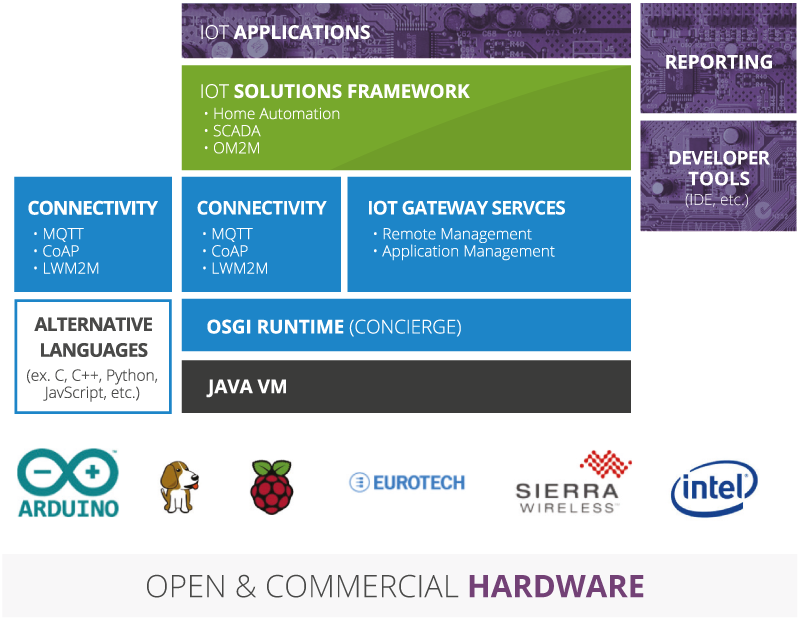 IOT APPLICATIONS
IOT SOLUTIONS FRAMEWORK
• Home Automation
• SCADA
• OM2M
REPORTING
DEVELOPER
TOOLS
(IDE, etc.)
CONNECTIVITY
• MQTT
• CoAP
• LWM2M
CONNECTIVITY
• MQTT
• CoAP
• LWM2M
IOT GATEWAY SERVCES
• Remote Management
• Application Management
ALTERNATIVE
LANGUAGES
(ex. C, C++, Python,
JavScript, etc.)
OSGI RUNTIME (CONCIERGE)
JAVA VM
ARDUINO
EUROTECH
SIERRA
WIRELESS
intel
OPEN & COMMERCIAL HARDWARE